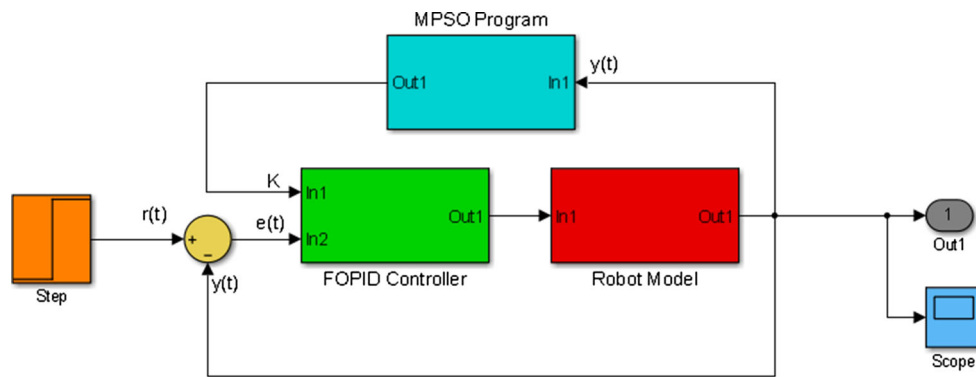 MPSO Program
Out1
In1
y(t)
K
In1
In2
Out1
FOPID Controller
In1
Out1
Robot Model
r(t)
+
−
e(t)
y(t)
Step
1
Out1
Scope